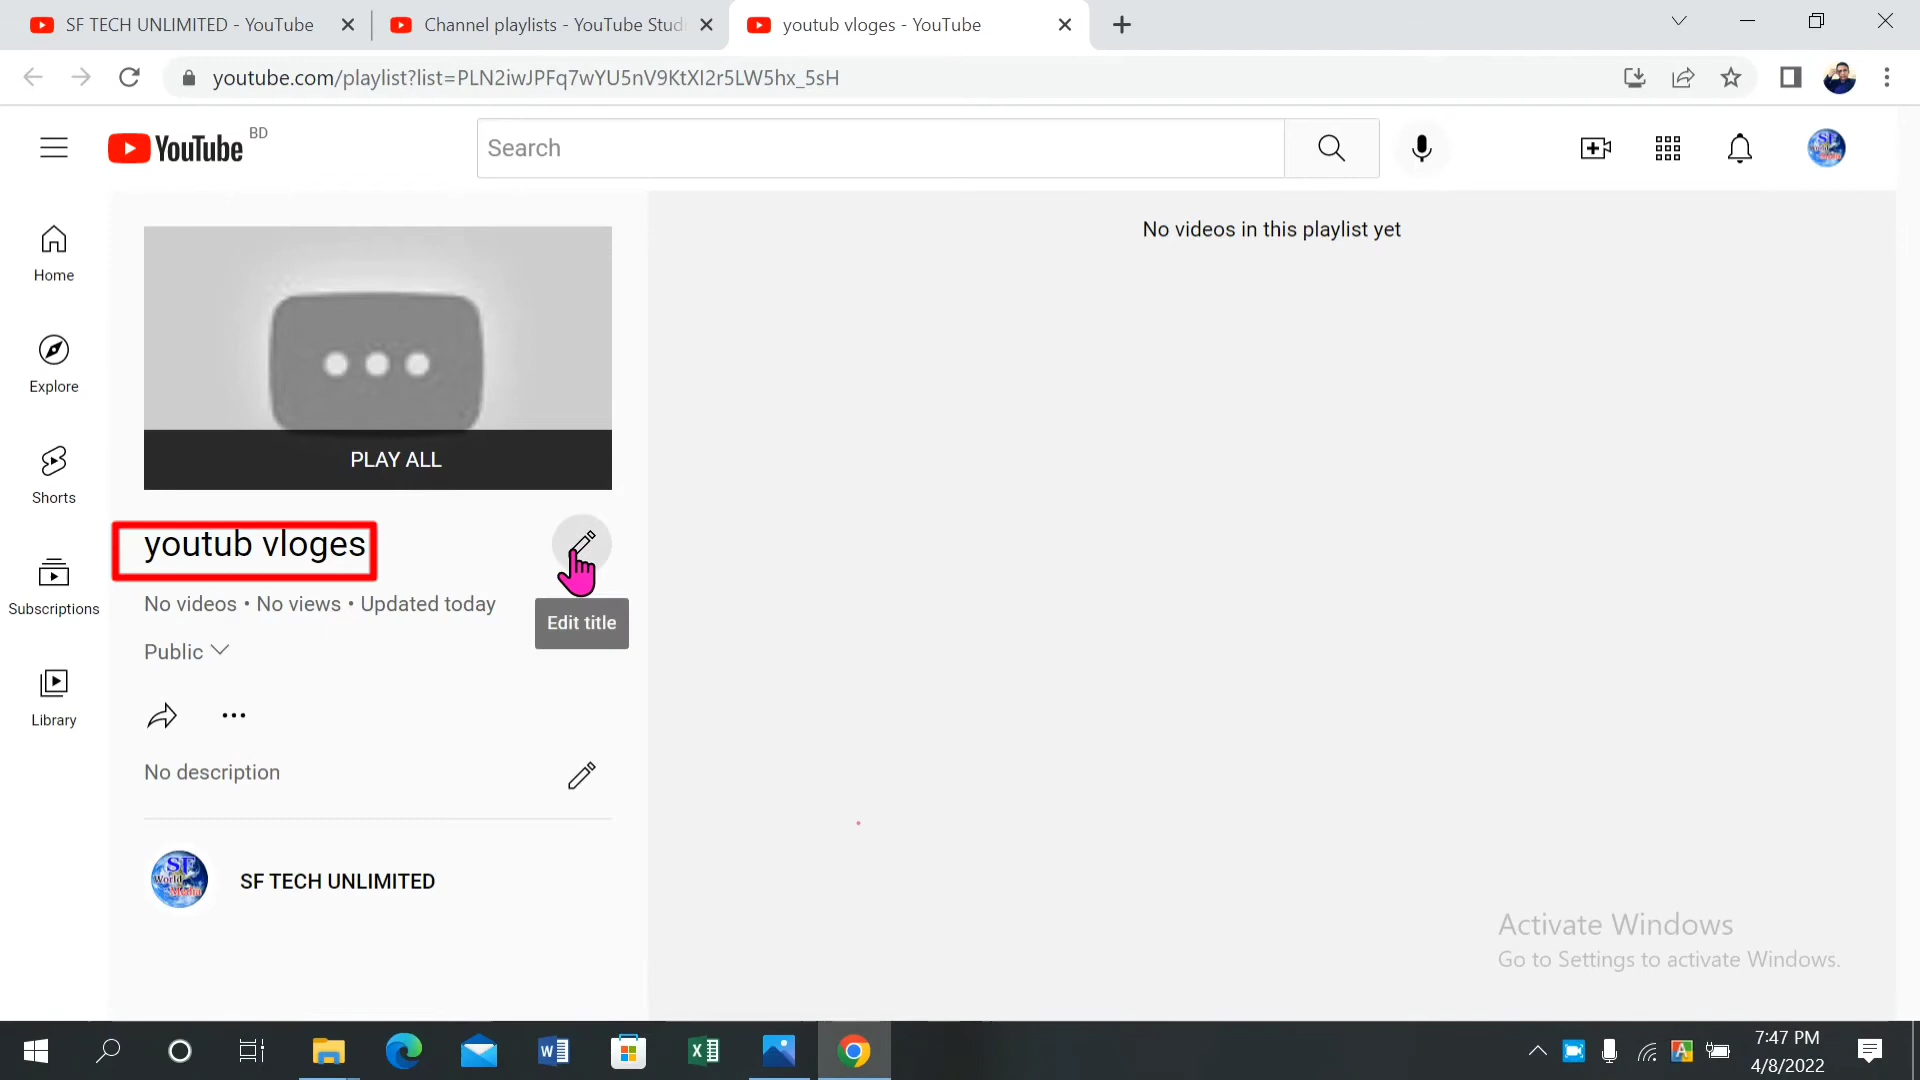 SF TECH UNLIMITED - YouTube
Channel playlists - YouTube Stud
youtub vloges - YouTube
youtube.com/playlist?list=PLN2iwJPFq7wYU5nV9KtXI2r5LW5hx_5sH
YouTube BD
Search
Home
Explore
Shorts
Subscriptions
Library
No videos in this playlist yet
PLAY ALL
youtub vloges
No videos • No views • Updated today
Edit title
Public
No description
SF
World
Media
SF TECH UNLIMITED
Activate Windows
Go to Settings to activate Windows.
7:47 PM
4/8/2022